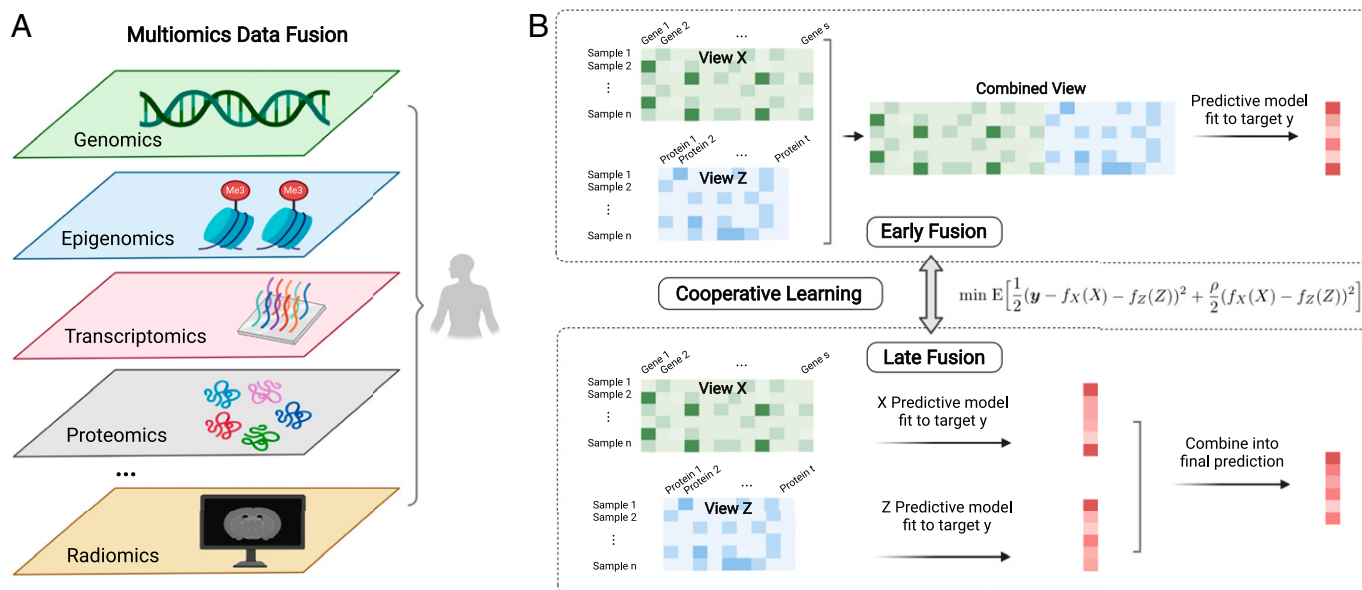 A
Multiomics Data Fusion
Genomics
Me3 Me3
Epigenomics
Transcriptomics
Proteomics
...
Radiomics
B
Gene 1
Gene 2
...
Gene s
Sample 1
Sample 2
⋮
Sample n
View X
Protein 1
Protein 2
...
Protein t
Sample 1
Sample 2
⋮
Sample n
View Z
Combined View
Predictive model
fit to target y
Early Fusion
Cooperative Learning
min E[½(y − f_X(X) − f_Z(Z))² + ρ/2(f_X(X) − f_Z(Z))²]
Late Fusion
Gene 1
Gene 2
...
Gene s
Sample 1
Sample 2
⋮
Sample n
View X
X Predictive model
fit to target y
Protein 1
Protein 2
...
Protein t
Sample 1
Sample 2
⋮
Sample n
View Z
Z Predictive model
fit to target y
Combine into
final prediction